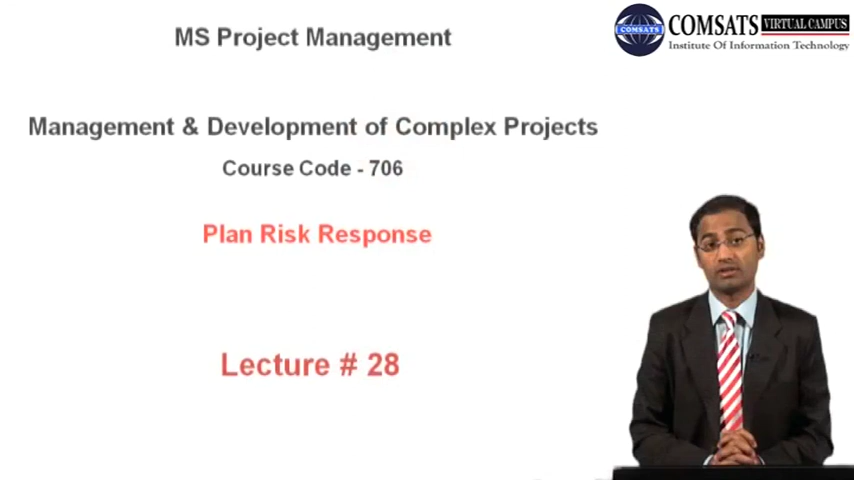 MS Project Management
COMSATS VIRTUAL CAMPUS
COMSATS
Institute Of Information Technology
Management & Development of Complex Projects
Course Code - 706
Plan Risk Response
Lecture # 28